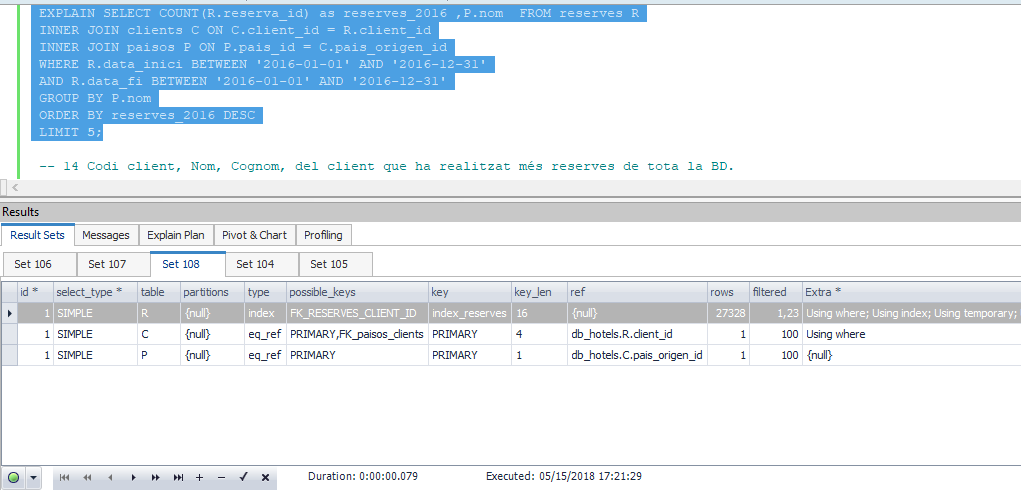 EXPLAIN SELECT COUNT(R.reserva_id) as reserves_2016 ,P.nom  FROM reserves R
INNER JOIN clients C ON C.client_id = R.client_id
INNER JOIN paisos P ON P.pais_id = C.pais_origen_id
WHERE R.data_inici BETWEEN '2016-01-01' AND '2016-12-31'
AND R.data_fi BETWEEN '2016-01-01' AND '2016-12-31'
GROUP BY P.nom
ORDER BY reserves_2016 DESC
LIMIT 5;
-- 14 Codi client, Nom, Cognom, del client que ha realitzat més reserves de tota la BD.
Results
Result Sets Messages Explain Plan Pivot & Chart Profiling
Set 106 Set 107 Set 108 Set 104 Set 105
id * select_type * table partitions type possible_keys key key_len ref rows filtered Extra *
1 SIMPLE R {null} index FK_RESERVES_CLIENT_ID index_reserves 16 {null} 27328 1,23 Using where; Using index; Using temporary;
1 SIMPLE C {null} eq_ref PRIMARY,FK_paisos_clients PRIMARY 4 db_hotels.R.client_id 1 100 Using where
1 SIMPLE P {null} eq_ref PRIMARY PRIMARY 1 db_hotels.C.pais_origen_id 1 100 {null}
Duration: 0:00:00.079 Executed: 05/15/2018 17:21:29